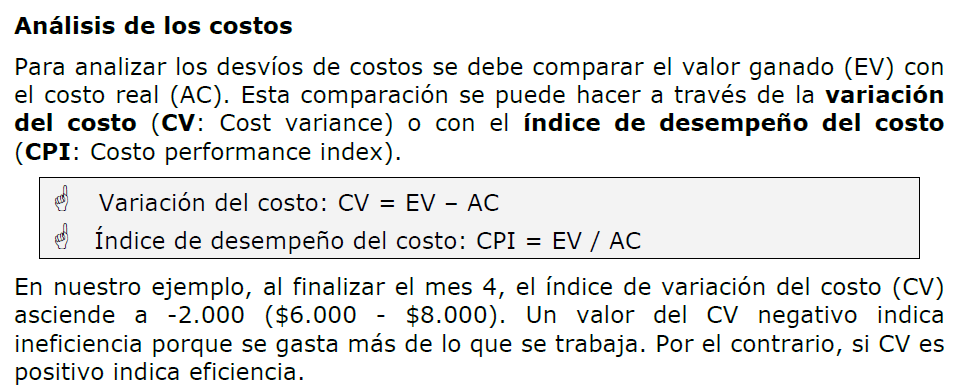 Análisis de los costos
Para analizar los desvíos de costos se debe comparar el valor ganado (EV) con
el costo real (AC). Esta comparación se puede hacer a través de la variación
del costo (CV: Cost variance) o con el índice de desempeño del costo
(CPI: Costo performance index).
Variación del costo: CV = EV – AC
Índice de desempeño del costo: CPI = EV / AC
En nuestro ejemplo, al finalizar el mes 4, el índice de variación del costo (CV)
asciende a -2.000 ($6.000 - $8.000). Un valor del CV negativo indica
ineficiencia porque se gasta más de lo que se trabaja. Por el contrario, si CV es
positivo indica eficiencia.